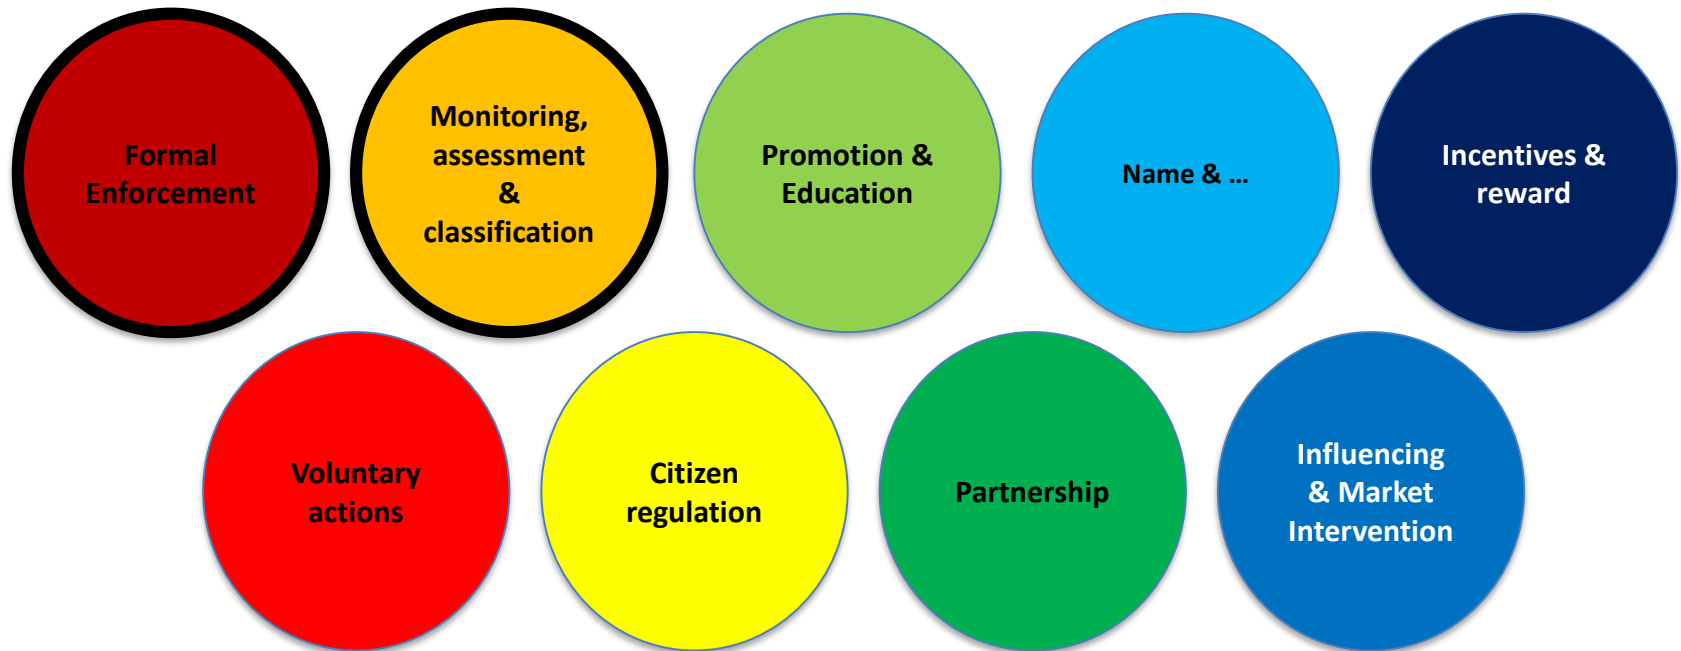 Formal
Enforcement
Monitoring,
assessment
&
classification
Promotion &
Education
Name & ...
Incentives &
reward
Voluntary
actions
Citizen
regulation
Partnership
Influencing
& Market
Intervention